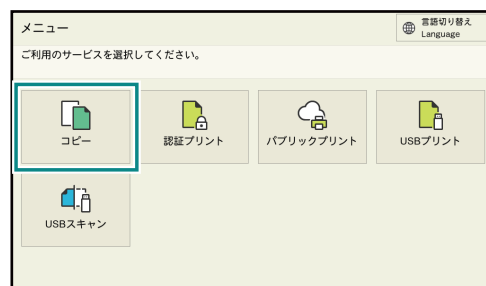 メニュー
言語切り替え
Language
ご利用のサービスを選択してください。
コピー
認証プリント
パブリックプリント
USBプリント
USBスキャン